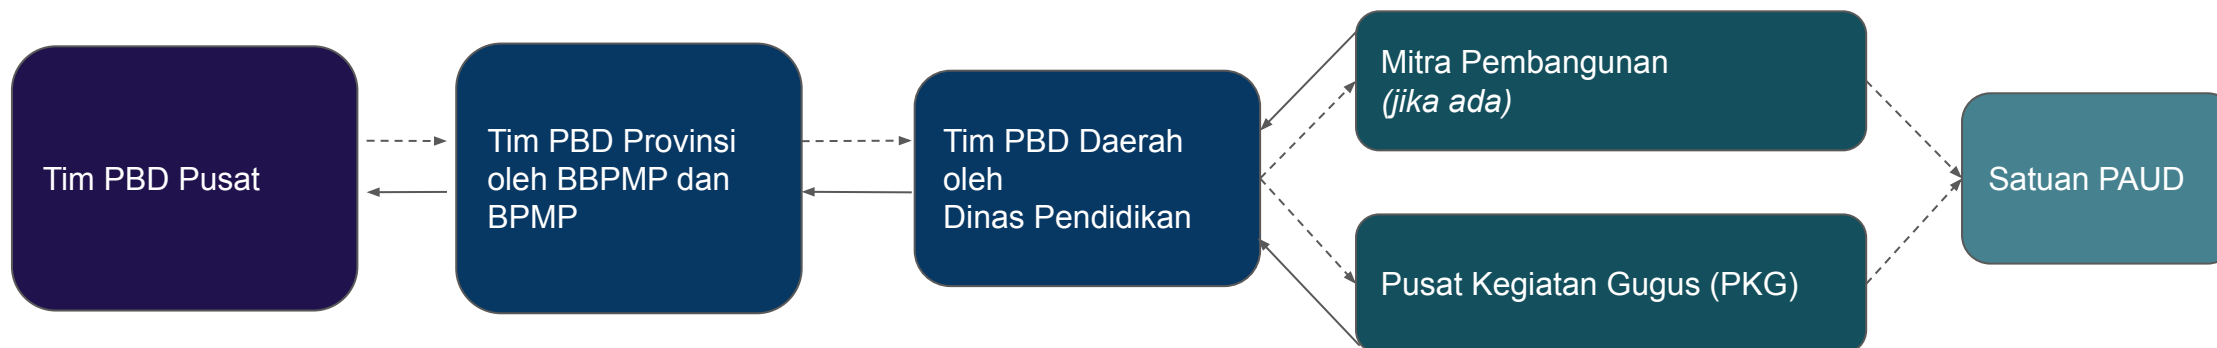 Tim PBD Pusat
Tim PBD Provinsi
oleh BBPMP dan
BPMP
Tim PBD Daerah
oleh
Dinas Pendidikan
Mitra Pembangunan
(jika ada)
Pusat Kegiatan Gugus (PKG)
Satuan PAUD